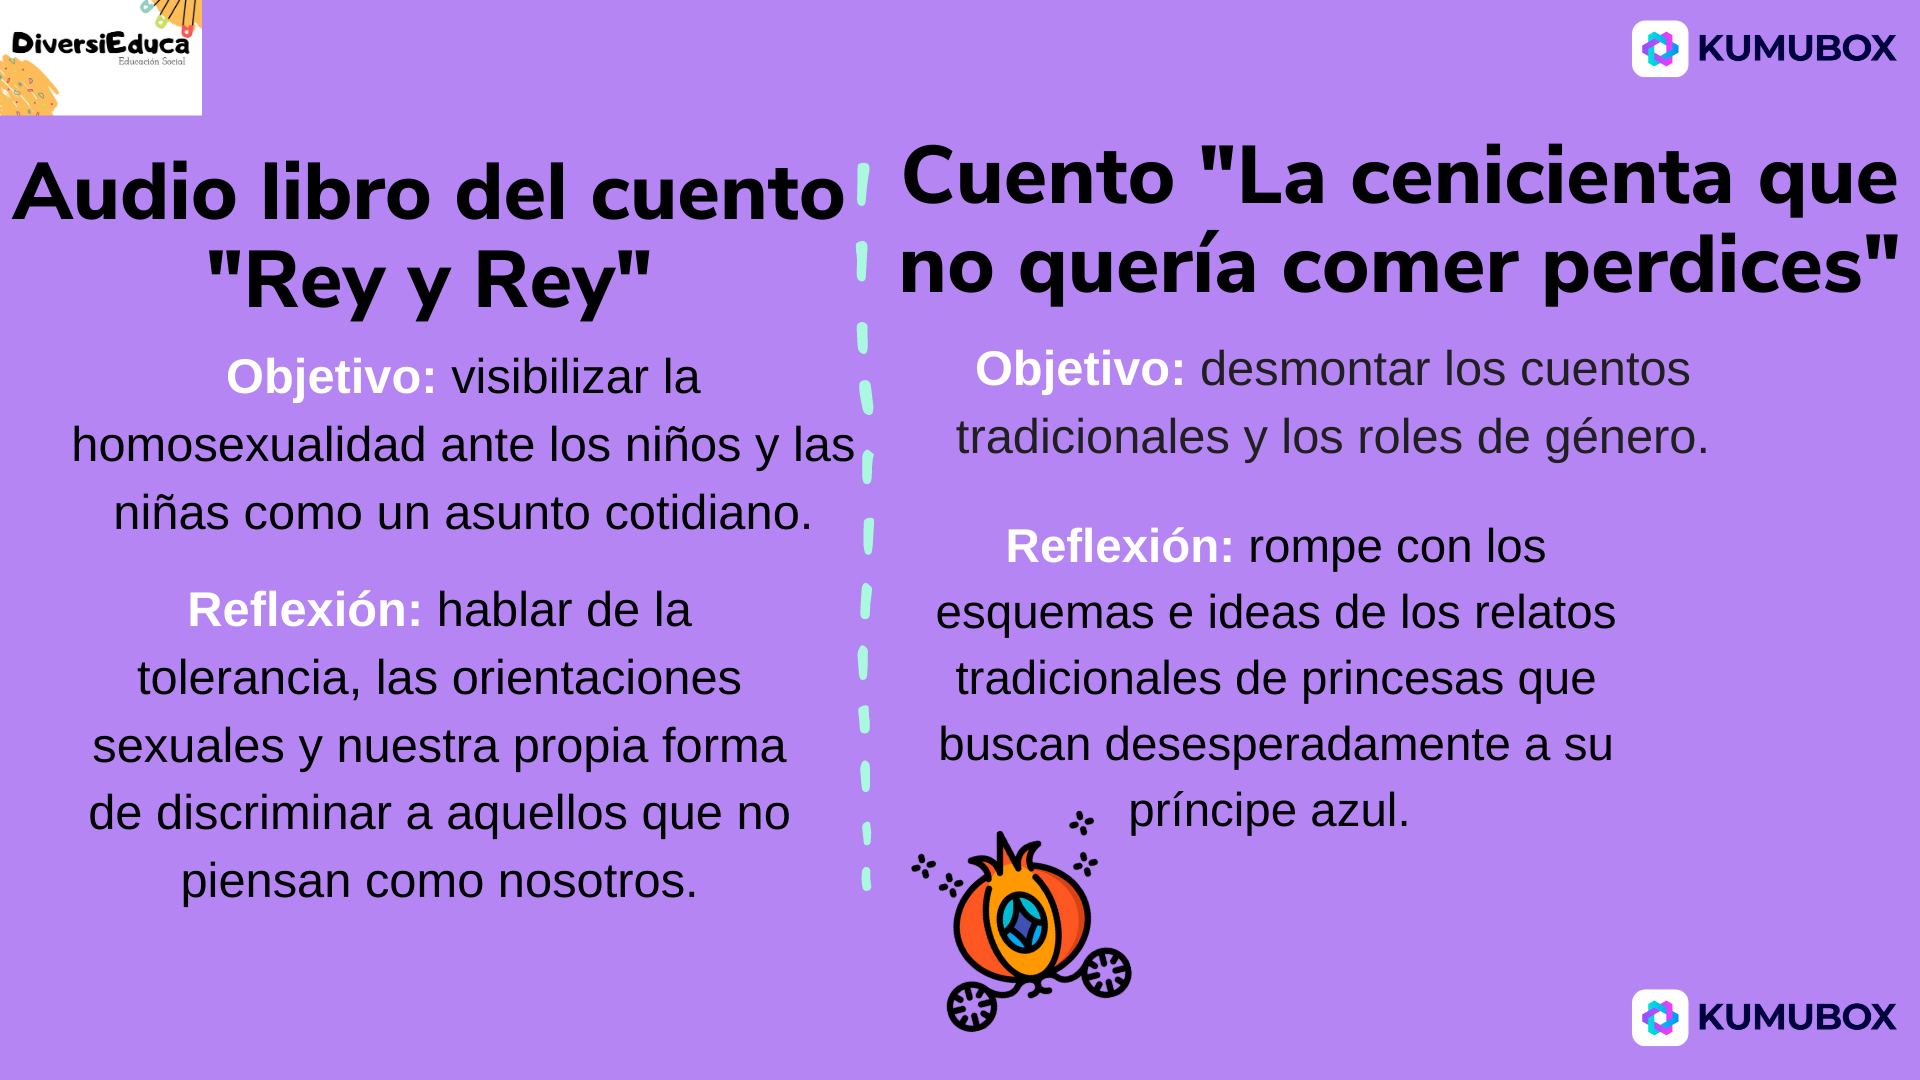 DiversiEduca
Educación Social
KUMUBOX
Audio libro del cuento
"Rey y Rey"
Objetivo: visibilizar la
homosexualidad ante los niños y las
niñas como un asunto cotidiano.
Reflexión: hablar de la
tolerancia, las orientaciones
sexuales y nuestra propia forma
de discriminar a aquellos que no
piensan como nosotros.
Cuento "La cenicienta que
no quería comer perdices"
Objetivo: desmontar los cuentos
tradicionales y los roles de género.
Reflexión: rompe con los
esquemas e ideas de los relatos
tradicionales de princesas que
buscan desesperadamente a su
príncipe azul.
KUMUBOX